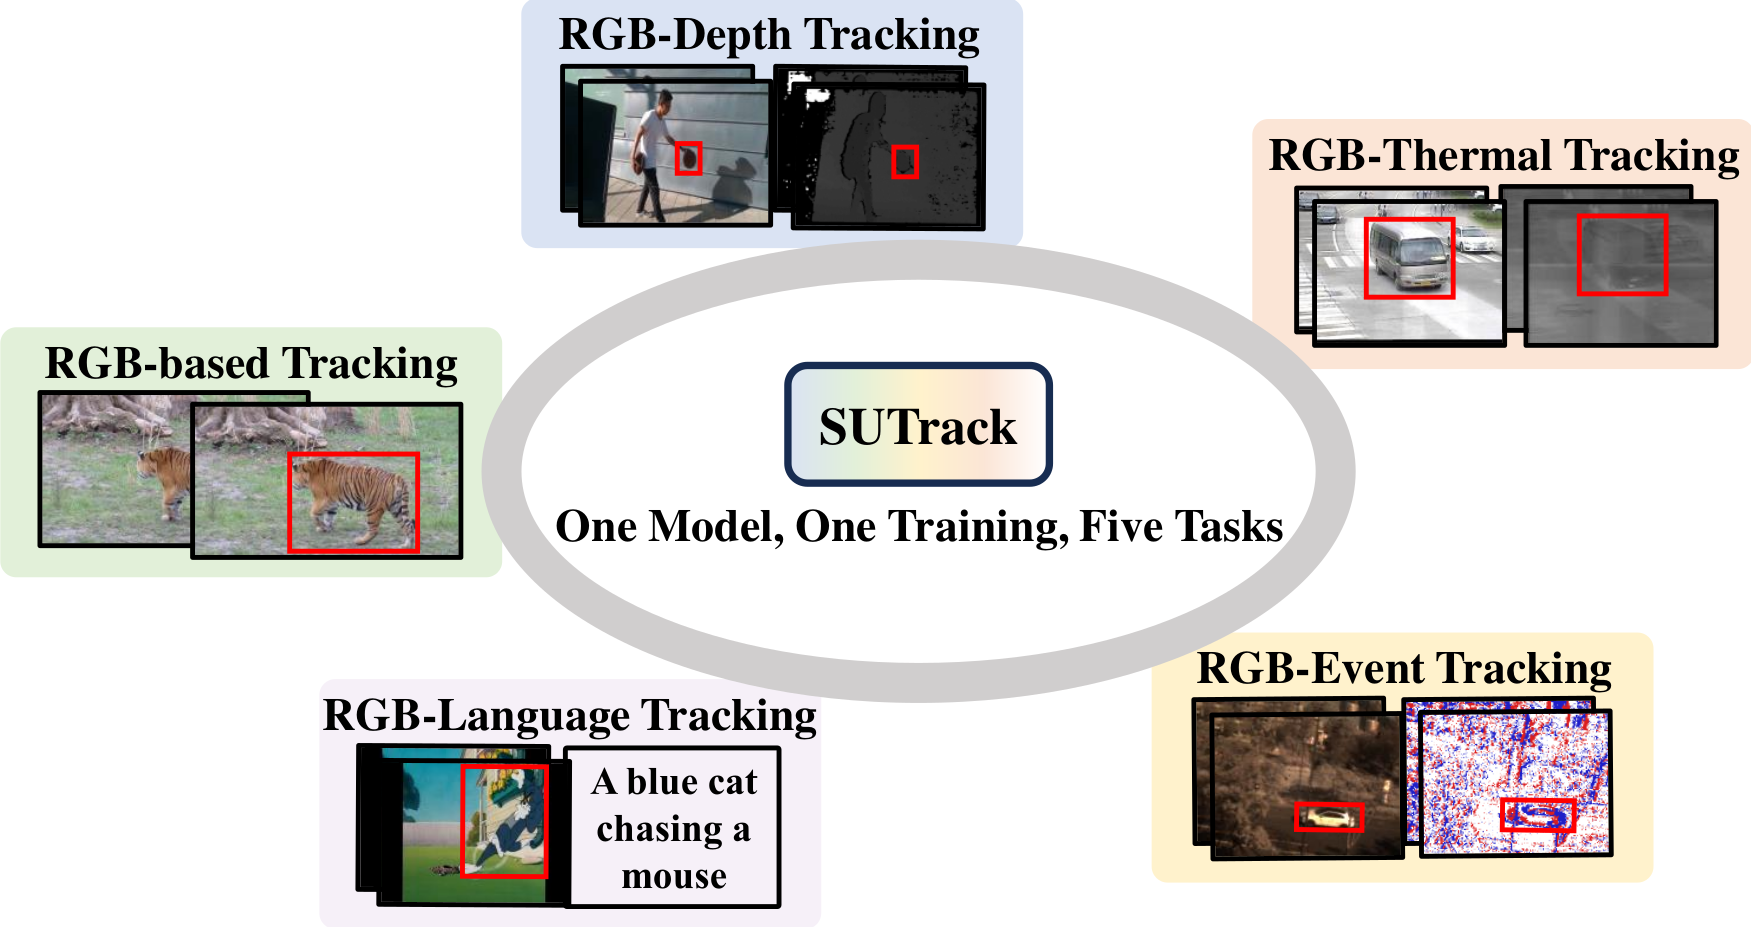 RGB-Depth Tracking
RGB-Thermal Tracking
RGB-based Tracking
SUTrack
One Model, One Training, Five Tasks
RGB-Language Tracking
A blue cat
chasing a
mouse
RGB-Event Tracking